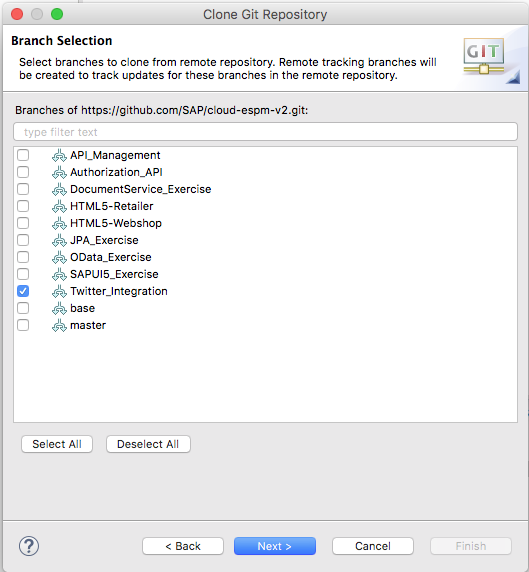 Clone Git Repository
Branch Selection
Select branches to clone from remote repository. Remote tracking branches will
be created to track updates for these branches in the remote repository.
GIT
Branches of https://github.com/SAP/cloud-espm-v2.git:
type filter text
API_Management
Authorization_API
DocumentService_Exercise
HTML5-Retailer
HTML5-Webshop
JPA_Exercise
OData_Exercise
SAPUI5_Exercise
Twitter_Integration
base
master
Select All
Deselect All
?
< Back
Next >
Cancel
Finish